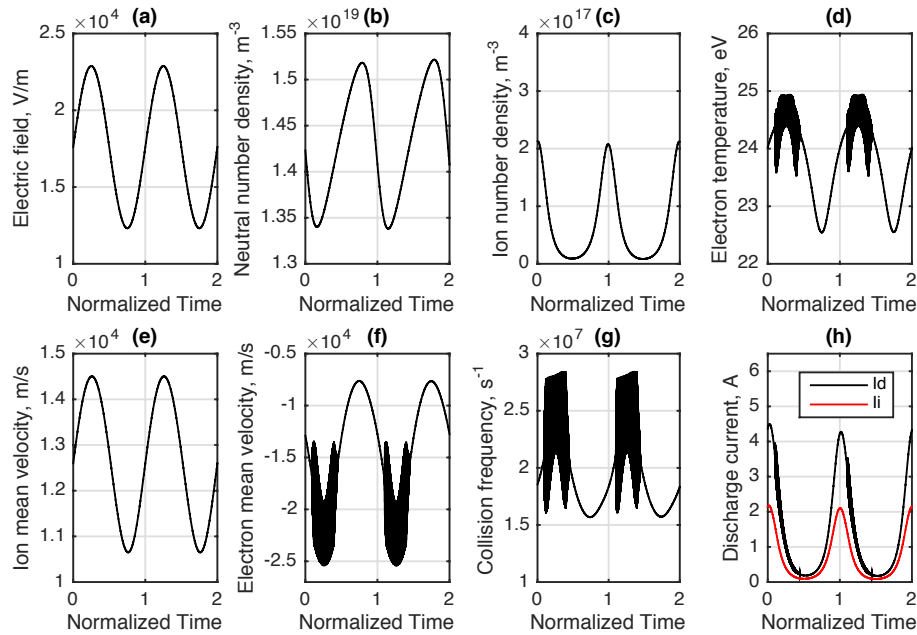 ×10⁴ (a)
Electric field, V/m
2.5
2
1.5
1
0 1 2
Normalized Time
×10¹⁹ (b)
Neutral number density, m⁻³
1.55
1.5
1.45
1.4
1.35
1.3
0 1 2
Normalized Time
×10¹⁷ (c)
Ion number density, m⁻³
4
3
2
1
0
0 1 2
Normalized Time
(d)
Electron temperature, eV
26
25
24
23
22
0 1 2
Normalized Time
×10⁴ (e)
Ion mean velocity, m/s
1.5
1.4
1.3
1.2
1.1
1
0 1 2
Normalized Time
×10⁴ (f)
Electron mean velocity, m/s
-0.5
-1
-1.5
-2
-2.5
-3
0 1 2
Normalized Time
×10⁷ (g)
Collision frequency, s⁻¹
3
2.5
2
1.5
1
0 1 2
Normalized Time
(h)
Discharge current, A
6
5
4
3
2
1
0
Id
Ii
0 1 2
Normalized Time